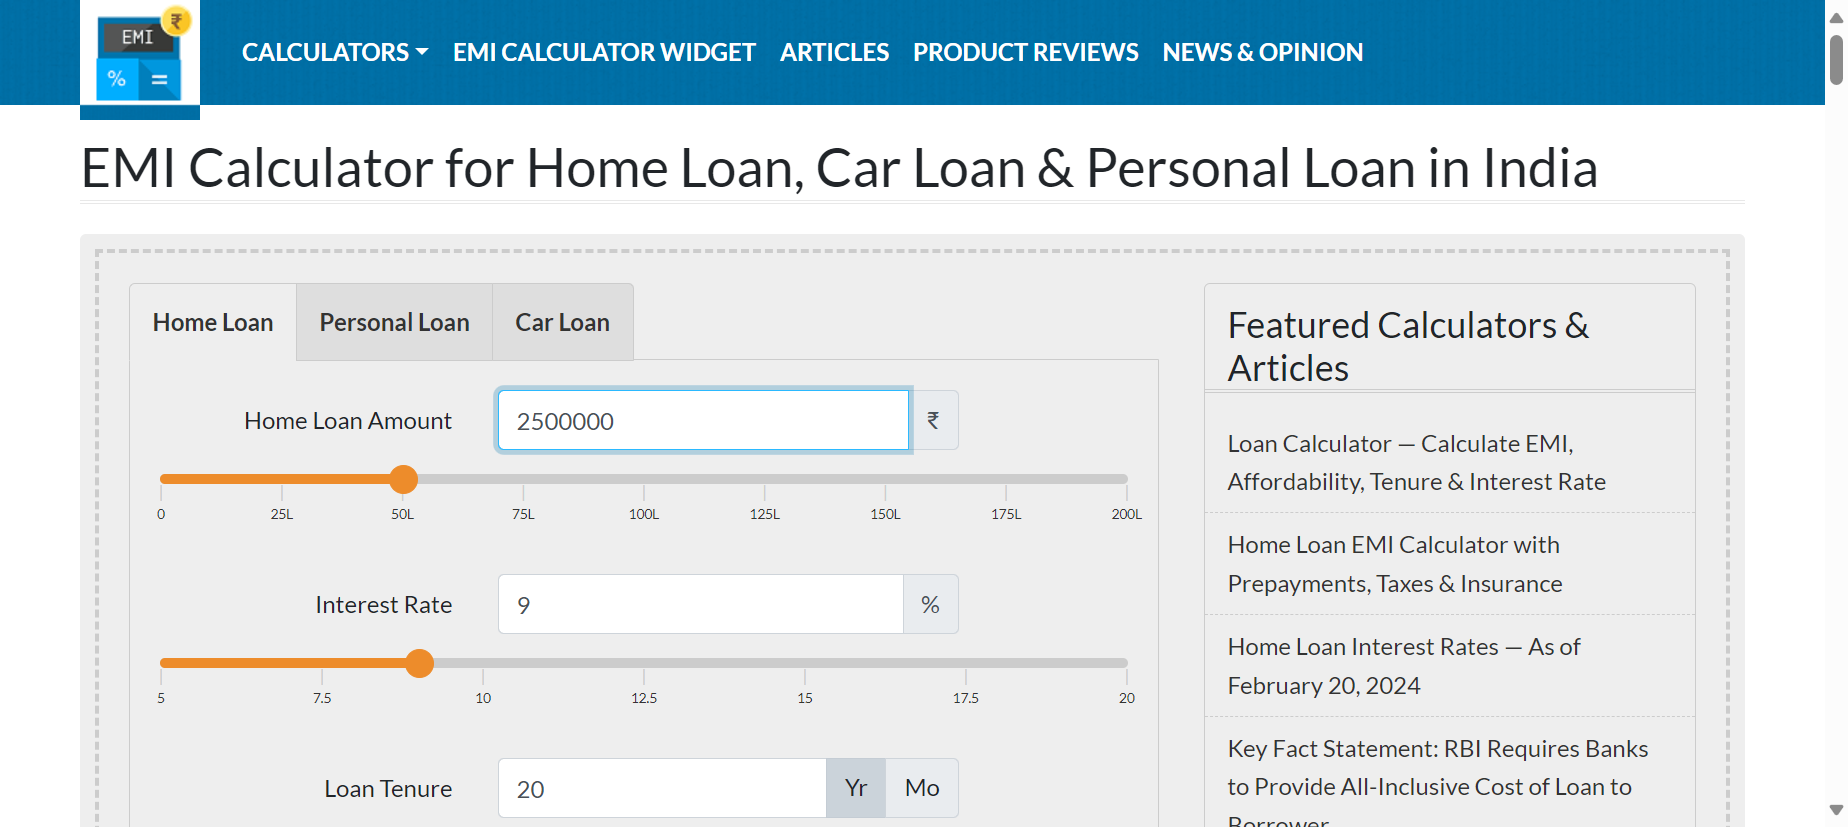 EMI
₹
%
=
CALCULATORS
EMI CALCULATOR WIDGET
ARTICLES
PRODUCT REVIEWS
NEWS & OPINION
EMI Calculator for Home Loan, Car Loan & Personal Loan in India
Home Loan
Personal Loan
Car Loan
Home Loan Amount
2500000
₹
0
25L
50L
75L
100L
125L
150L
175L
200L
Interest Rate
9
%
5
7.5
10
12.5
15
17.5
20
Loan Tenure
20
Yr
Mo
Featured Calculators &
Articles
Loan Calculator — Calculate EMI,
Affordability, Tenure & Interest Rate
Home Loan EMI Calculator with
Prepayments, Taxes & Insurance
Home Loan Interest Rates — As of
February 20, 2024
Key Fact Statement: RBI Requires Banks
to Provide All-Inclusive Cost of Loan to
Borrower